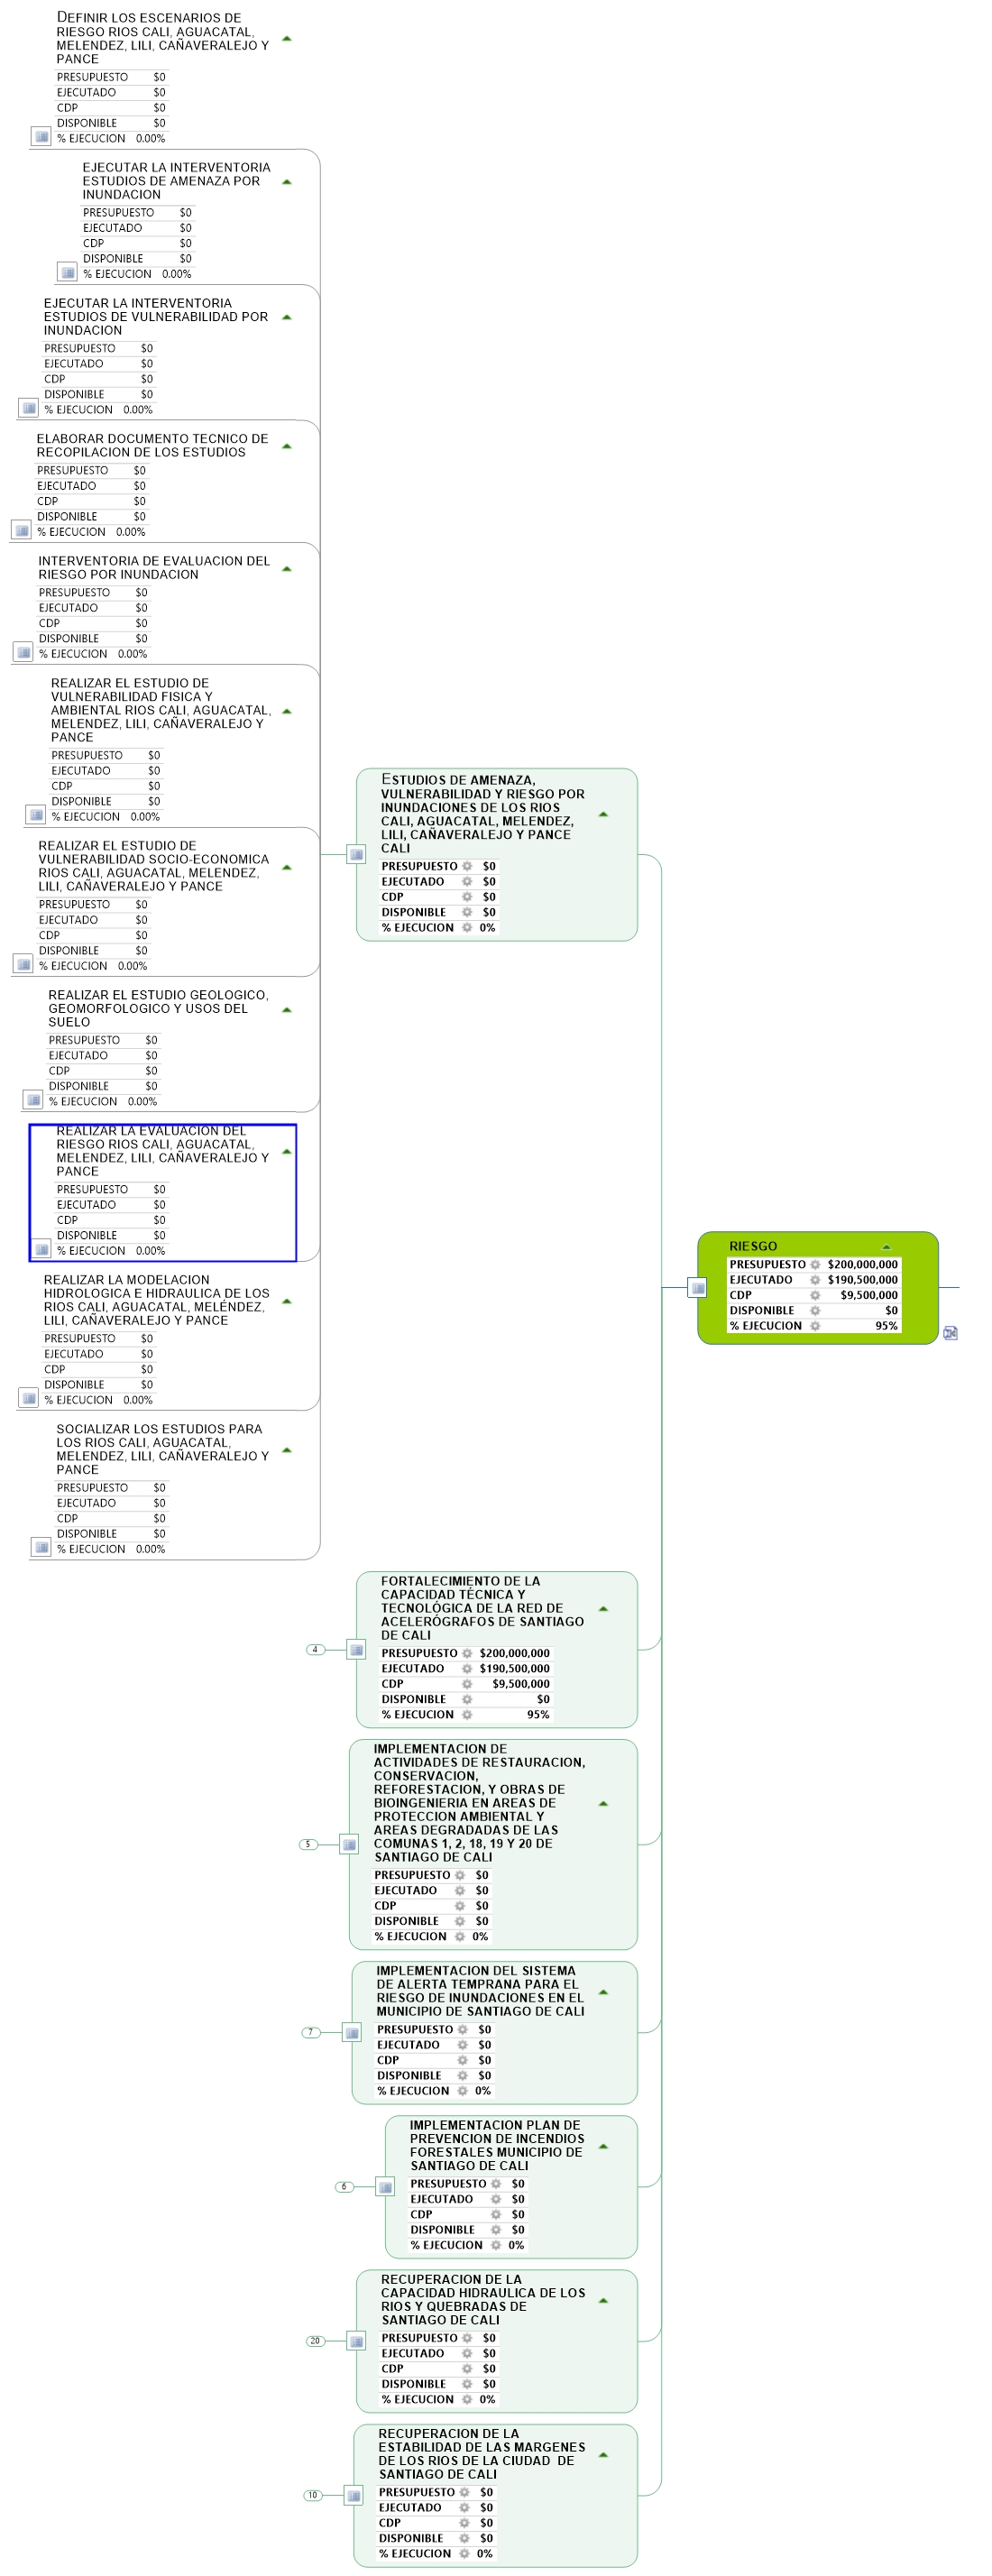 DEFINIR LOS ESCENARIOS DE
RIESGO RIOS CALI, AGUACATAL,
MELENDEZ, LILI, CAÑAVERALEJO Y
PANCE
PRESUPUESTO $0
EJECUTADO $0
CDP $0
DISPONIBLE $0
% EJECUCION 0.00%
EJECUTAR LA INTERVENTORIA
ESTUDIOS DE AMENAZA POR
INUNDACION
PRESUPUESTO $0
EJECUTADO $0
CDP $0
DISPONIBLE $0
% EJECUCION 0.00%
EJECUTAR LA INTERVENTORIA
ESTUDIOS DE VULNERABILIDAD POR
INUNDACION
PRESUPUESTO $0
EJECUTADO $0
CDP $0
DISPONIBLE $0
% EJECUCION 0.00%
ELABORAR DOCUMENTO TECNICO DE
RECOPILACION DE LOS ESTUDIOS
PRESUPUESTO $0
EJECUTADO $0
CDP $0
DISPONIBLE $0
% EJECUCION 0.00%
INTERVENTORIA DE EVALUACION DEL
RIESGO POR INUNDACION
PRESUPUESTO $0
EJECUTADO $0
CDP $0
DISPONIBLE $0
% EJECUCION 0.00%
REALIZAR EL ESTUDIO DE
VULNERABILIDAD FISICA Y
AMBIENTAL RIOS CALI, AGUACATAL,
MELENDEZ, LILI, CAÑAVERALEJO Y
PANCE
PRESUPUESTO $0
EJECUTADO $0
CDP $0
DISPONIBLE $0
% EJECUCION 0.00%
REALIZAR EL ESTUDIO DE
VULNERABILIDAD SOCIO-ECONOMICA
RIOS CALI, AGUACATAL, MELENDEZ,
LILI, CAÑAVERALEJO Y PANCE
PRESUPUESTO $0
EJECUTADO $0
CDP $0
DISPONIBLE $0
% EJECUCION 0.00%
REALIZAR EL ESTUDIO GEOLOGICO,
GEOMORFOLOGICO Y USOS DEL
SUELO
PRESUPUESTO $0
EJECUTADO $0
CDP $0
DISPONIBLE $0
% EJECUCION 0.00%
REALIZAR LA EVALUACION DEL
RIESGO RIOS CALI, AGUACATAL,
MELENDEZ, LILI, CAÑAVERALEJO Y
PANCE
PRESUPUESTO $0
EJECUTADO $0
CDP $0
DISPONIBLE $0
% EJECUCION 0.00%
REALIZAR LA MODELACION
HIDROLOGICA E HIDRAULICA DE LOS
RIOS CALI, AGUACATAL, MELÉNDEZ,
LILI, CAÑAVERALEJO Y PANCE
PRESUPUESTO $0
EJECUTADO $0
CDP $0
DISPONIBLE $0
% EJECUCION 0.00%
SOCIALIZAR LOS ESTUDIOS PARA
LOS RIOS CALI, AGUACATAL,
MELENDEZ, LILI, CAÑAVERALEJO Y
PANCE
PRESUPUESTO $0
EJECUTADO $0
CDP $0
DISPONIBLE $0
% EJECUCION 0.00%
ESTUDIOS DE AMENAZA,
VULNERABILIDAD Y RIESGO POR
INUNDACIONES DE LOS RIOS
CALI, AGUACATAL, MELENDEZ,
LILI, CAÑAVERALEJO Y PANCE
CALI
PRESUPUESTO $0
EJECUTADO $0
CDP $0
DISPONIBLE $0
% EJECUCION 0%
RIESGO
PRESUPUESTO $200,000,000
EJECUTADO $190,500,000
CDP $9,500,000
DISPONIBLE $0
% EJECUCION 95%
FORTALECIMIENTO DE LA
CAPACIDAD TÉCNICA Y
TECNOLÓGICA DE LA RED DE
ACELERÓGRAFOS DE SANTIAGO
DE CALI
4
PRESUPUESTO $200,000,000
EJECUTADO $190,500,000
CDP $9,500,000
DISPONIBLE $0
% EJECUCION 95%
IMPLEMENTACION DE
ACTIVIDADES DE RESTAURACION,
CONSERVACION,
REFORESTACION, Y OBRAS DE
BIOINGENIERIA EN AREAS DE
PROTECCION AMBIENTAL Y
AREAS DEGRADADAS DE LAS
COMUNAS 1, 2, 18, 19 Y 20 DE
SANTIAGO DE CALI
5
PRESUPUESTO $0
EJECUTADO $0
CDP $0
DISPONIBLE $0
% EJECUCION 0%
IMPLEMENTACION DEL SISTEMA
DE ALERTA TEMPRANA PARA EL
RIESGO DE INUNDACIONES EN EL
MUNICIPIO DE SANTIAGO DE CALI
7
PRESUPUESTO $0
EJECUTADO $0
CDP $0
DISPONIBLE $0
% EJECUCION 0%
IMPLEMENTACION PLAN DE
PREVENCION DE INCENDIOS
FORESTALES MUNICIPIO DE
SANTIAGO DE CALI
6
PRESUPUESTO $0
EJECUTADO $0
CDP $0
DISPONIBLE $0
% EJECUCION 0%
RECUPERACION DE LA
CAPACIDAD HIDRAULICA DE LOS
RIOS Y QUEBRADAS DE
SANTIAGO DE CALI
20
PRESUPUESTO $0
EJECUTADO $0
CDP $0
DISPONIBLE $0
% EJECUCION 0%
RECUPERACION DE LA
ESTABILIDAD DE LAS MARGENES
DE LOS RIOS DE LA CIUDAD DE
SANTIAGO DE CALI
10
PRESUPUESTO $0
EJECUTADO $0
CDP $0
DISPONIBLE $0
% EJECUCION 0%